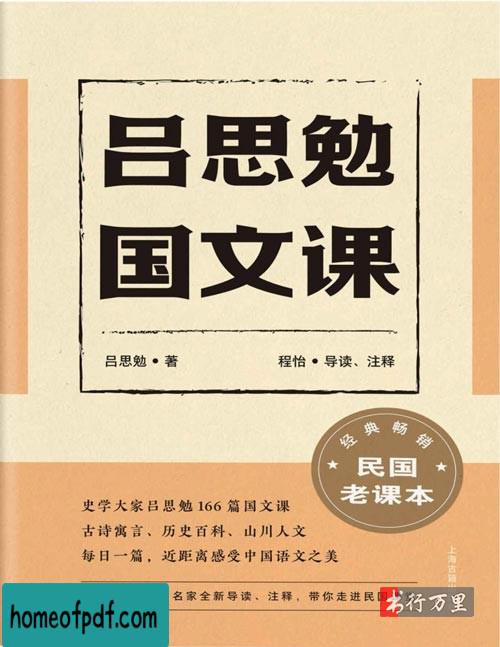 吕思勉
国文课
吕思勉·著
程怡·导读、注释
经典畅销
民国
老课本
史学大家吕思勉166篇国文课
古诗寓言、历史百科、山川人文
每日一篇，近距离感受中国语文之美
上海古籍
名家全新导读、注释，带你走进民国
书行万里
homeofpdf.com